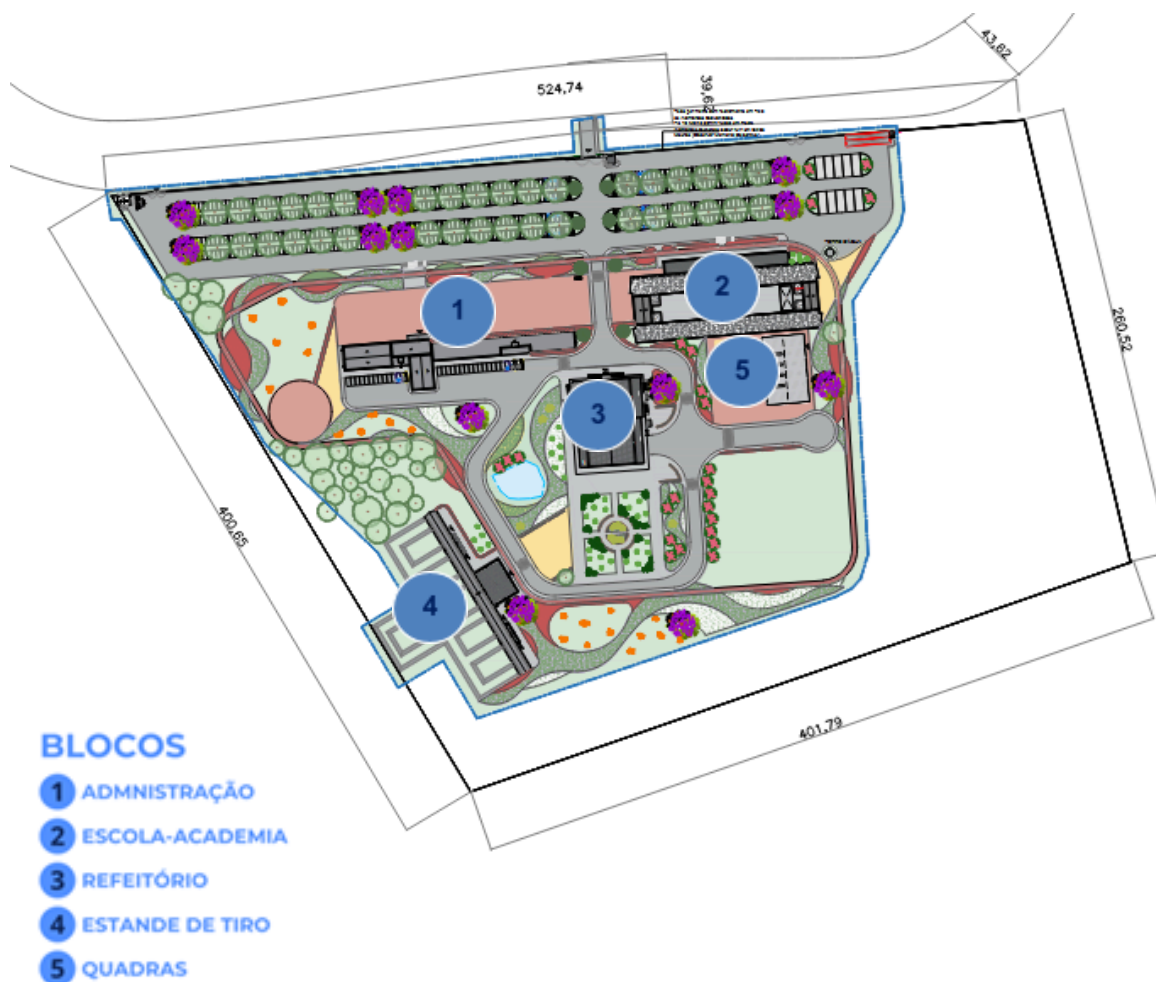 43,62
524,74
39,6
1
2
5
3
260,52
400,65
4
401,79
BLOCOS
1 ADMNISTRAÇÃO
2 ESCOLA-ACADEMIA
3 REFEITÓRIO
4 ESTANDE DE TIRO
5 QUADRAS